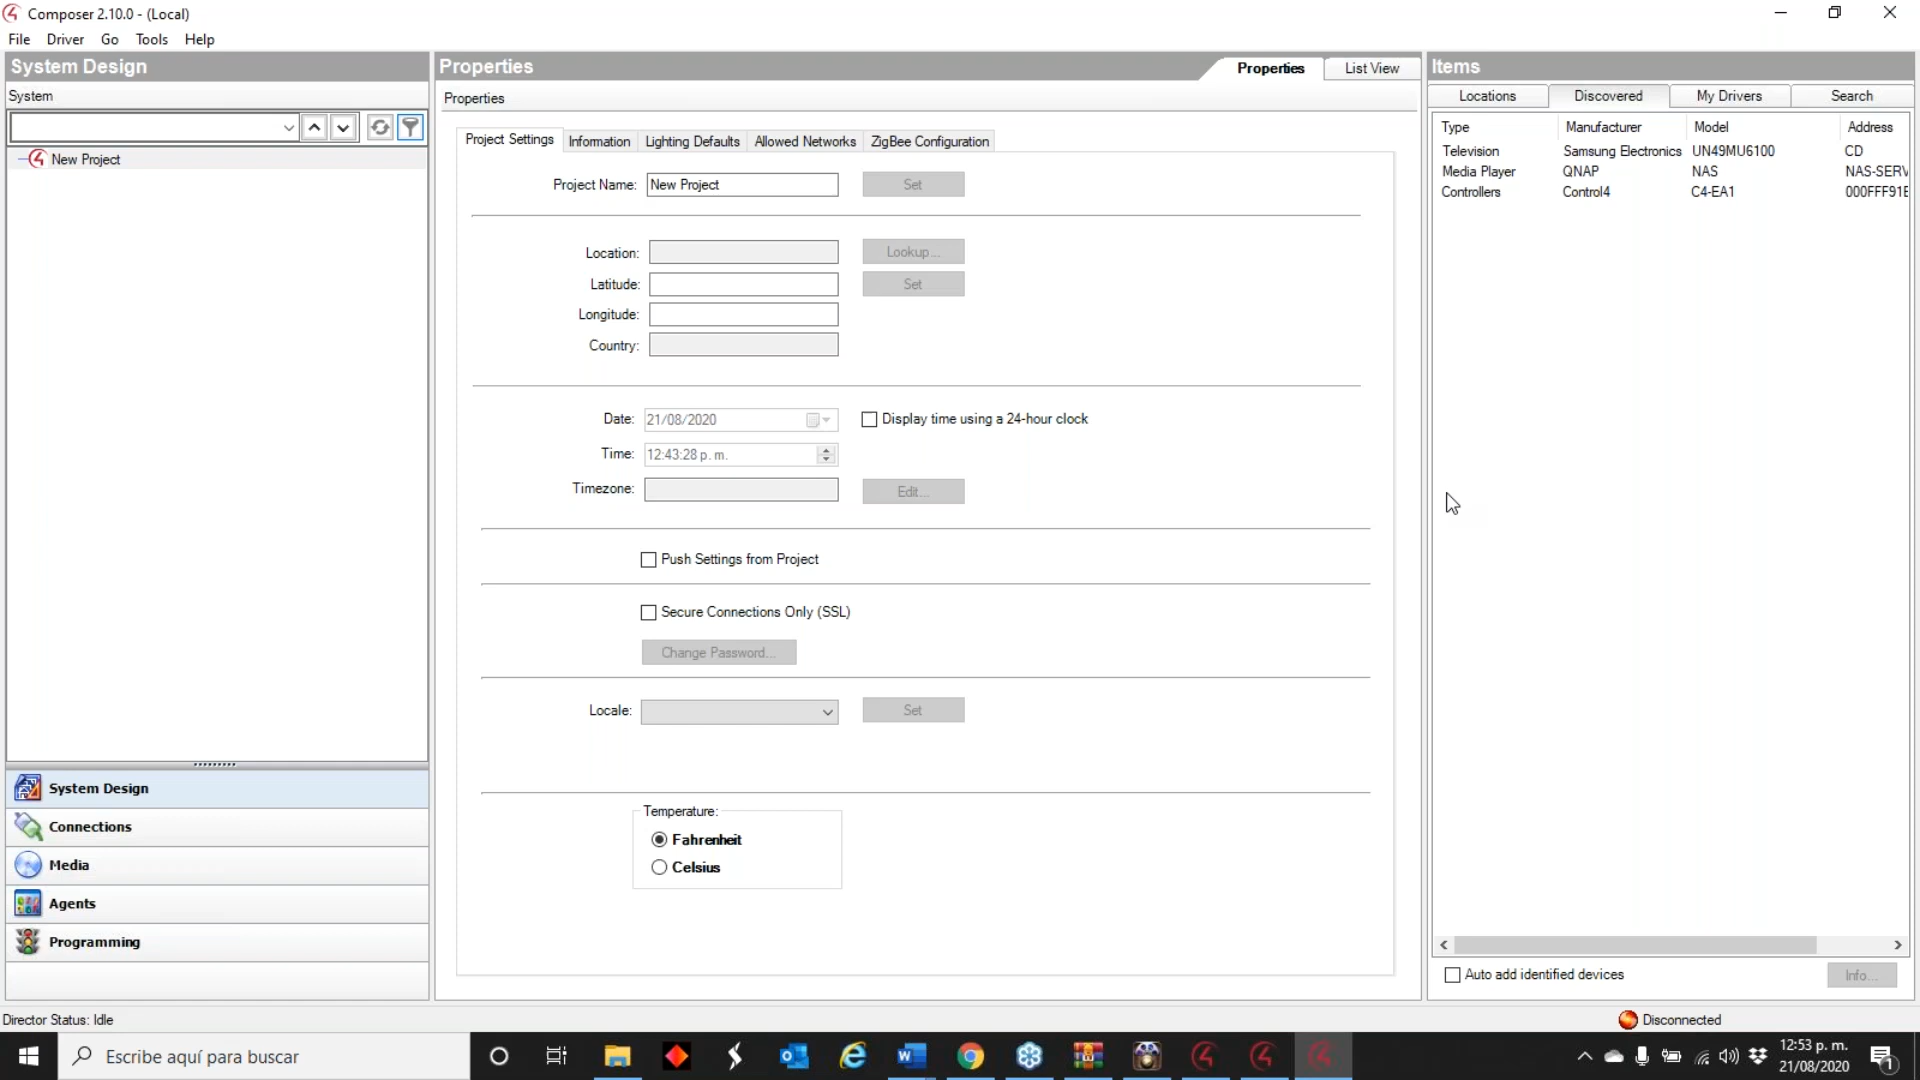 Composer 2.10.0 - (Local)
File Driver Go Tools Help
System Design
System
New Project
System Design
Connections
Media
Agents
Programming
Properties
Properties List View
Properties
Project Settings Information Lighting Defaults Allowed Networks ZigBee Configuration
Project Name: New Project Set
Location: Lookup...
Latitude: Set
Longitude:
Country:
Date: 21/08/2020 Display time using a 24-hour clock
Time: 12:43:28 p. m.
Timezone: Edit...
Push Settings from Project
Secure Connections Only (SSL)
Change Password...
Locale: Set
Temperature:
Fahrenheit
Celsius
Items
Locations Discovered My Drivers Search
Type Manufacturer Model Address
Television Samsung Electronics UN49MU6100 CD
Media Player QNAP NAS NAS-SERV
Controllers Control4 C4-EA1 000FFF91E
Auto add identified devices Info...
Director Status: Idle Disconnected
Escribe aquí para buscar
12:53 p. m.
21/08/2020
1